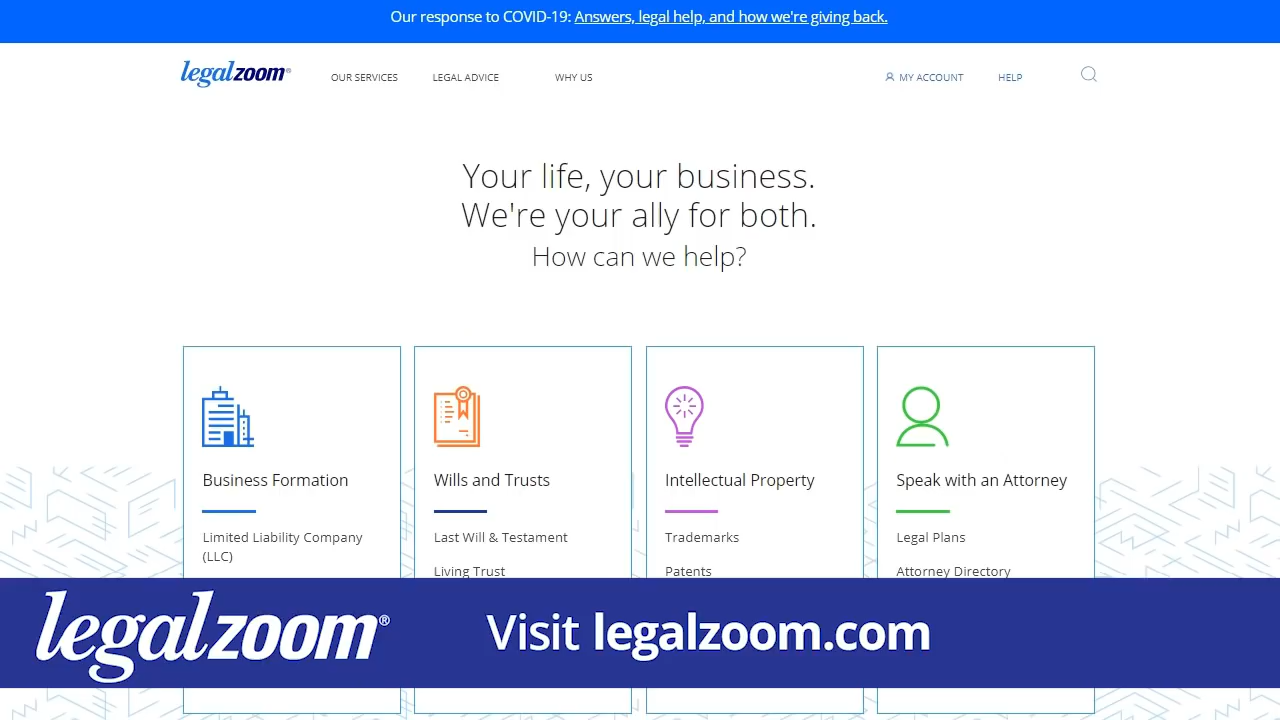 Our response to COVID-19: Answers, legal help, and how we're giving back.
legalzoom® OUR SERVICES LEGAL ADVICE WHY US MY ACCOUNT HELP
Your life, your business.
We're your ally for both.
How can we help?
Business Formation Wills and Trusts Intellectual Property Speak with an Attorney
Limited Liability Company Last Will & Testament Trademarks Legal Plans
(LLC)
Living Trust Patents Attorney Directory
legalzoom® Visit legalzoom.com